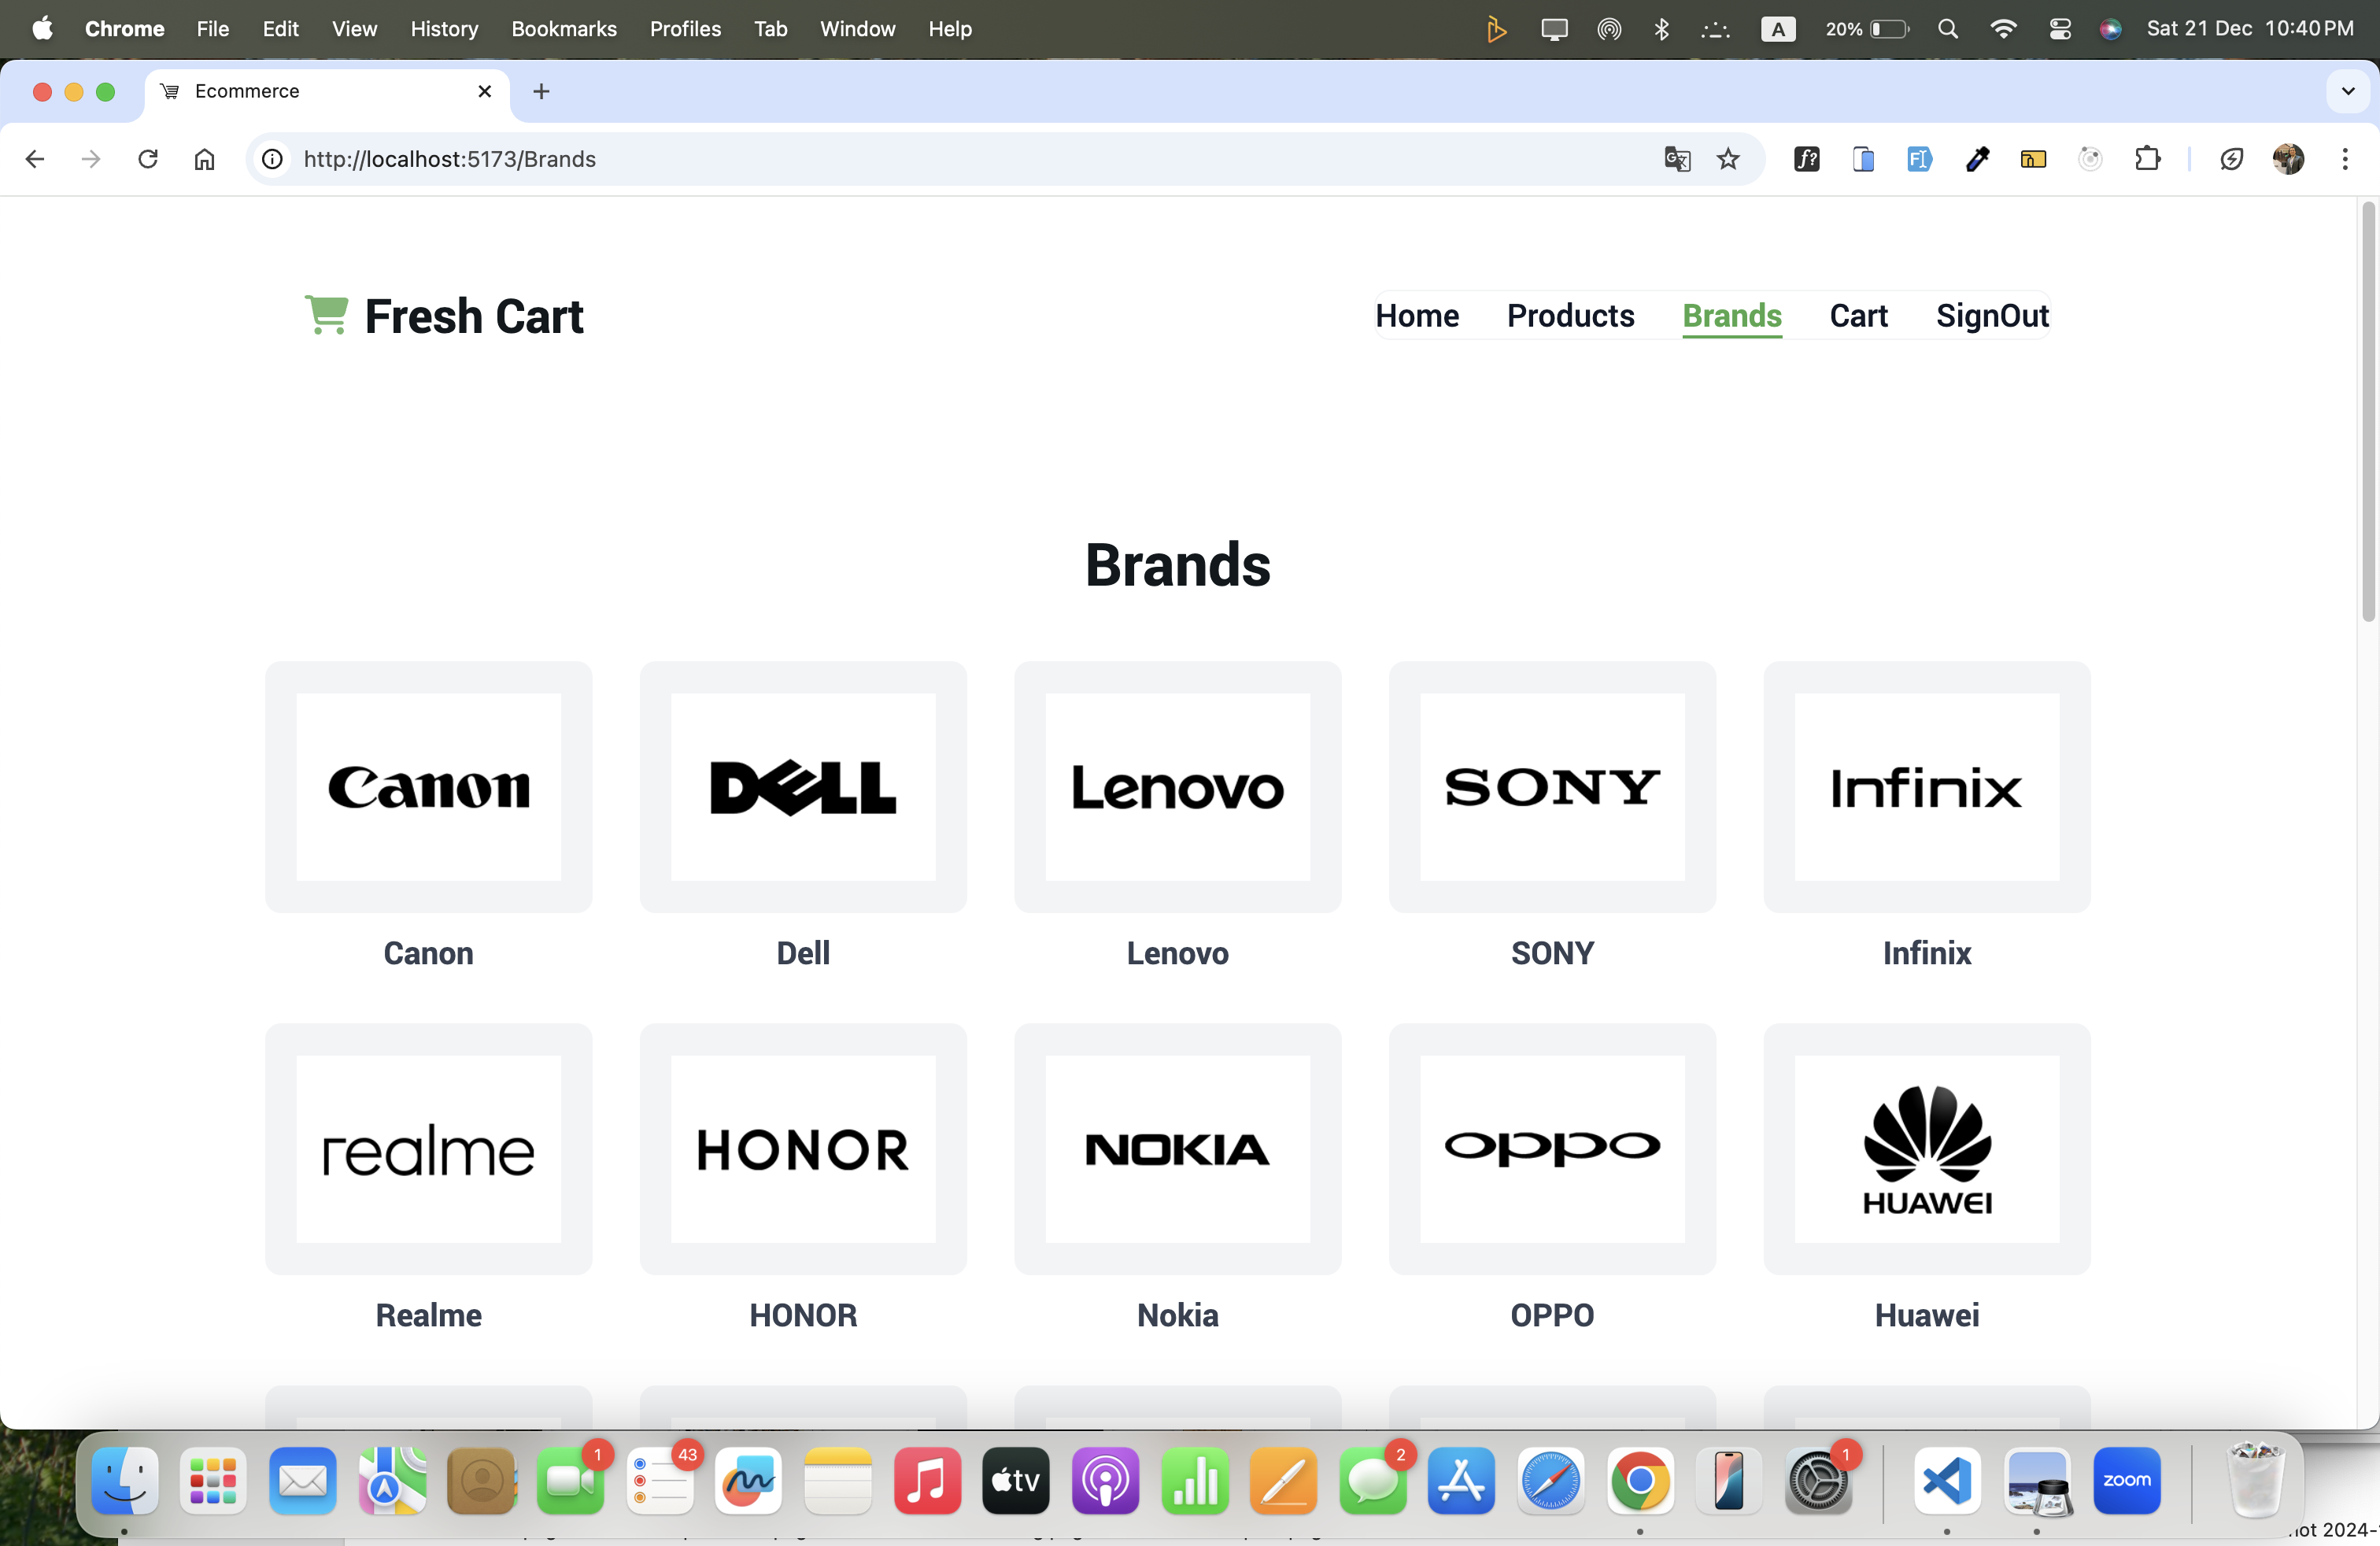 Chrome File Edit View History Bookmarks Profiles Tab Window Help A 20% Sat 21 Dec 10:40 PM
Ecommerce
http://localhost:5173/Brands
Fresh Cart
Home Products Brands Cart SignOut
Brands
Canon DELL Lenovo SONY Infinix
Canon Dell Lenovo SONY Infinix
realme HONOR NOKIA oppo HUAWEI
Realme HONOR Nokia OPPO Huawei
1 43 2 1
tv zoom
2024-